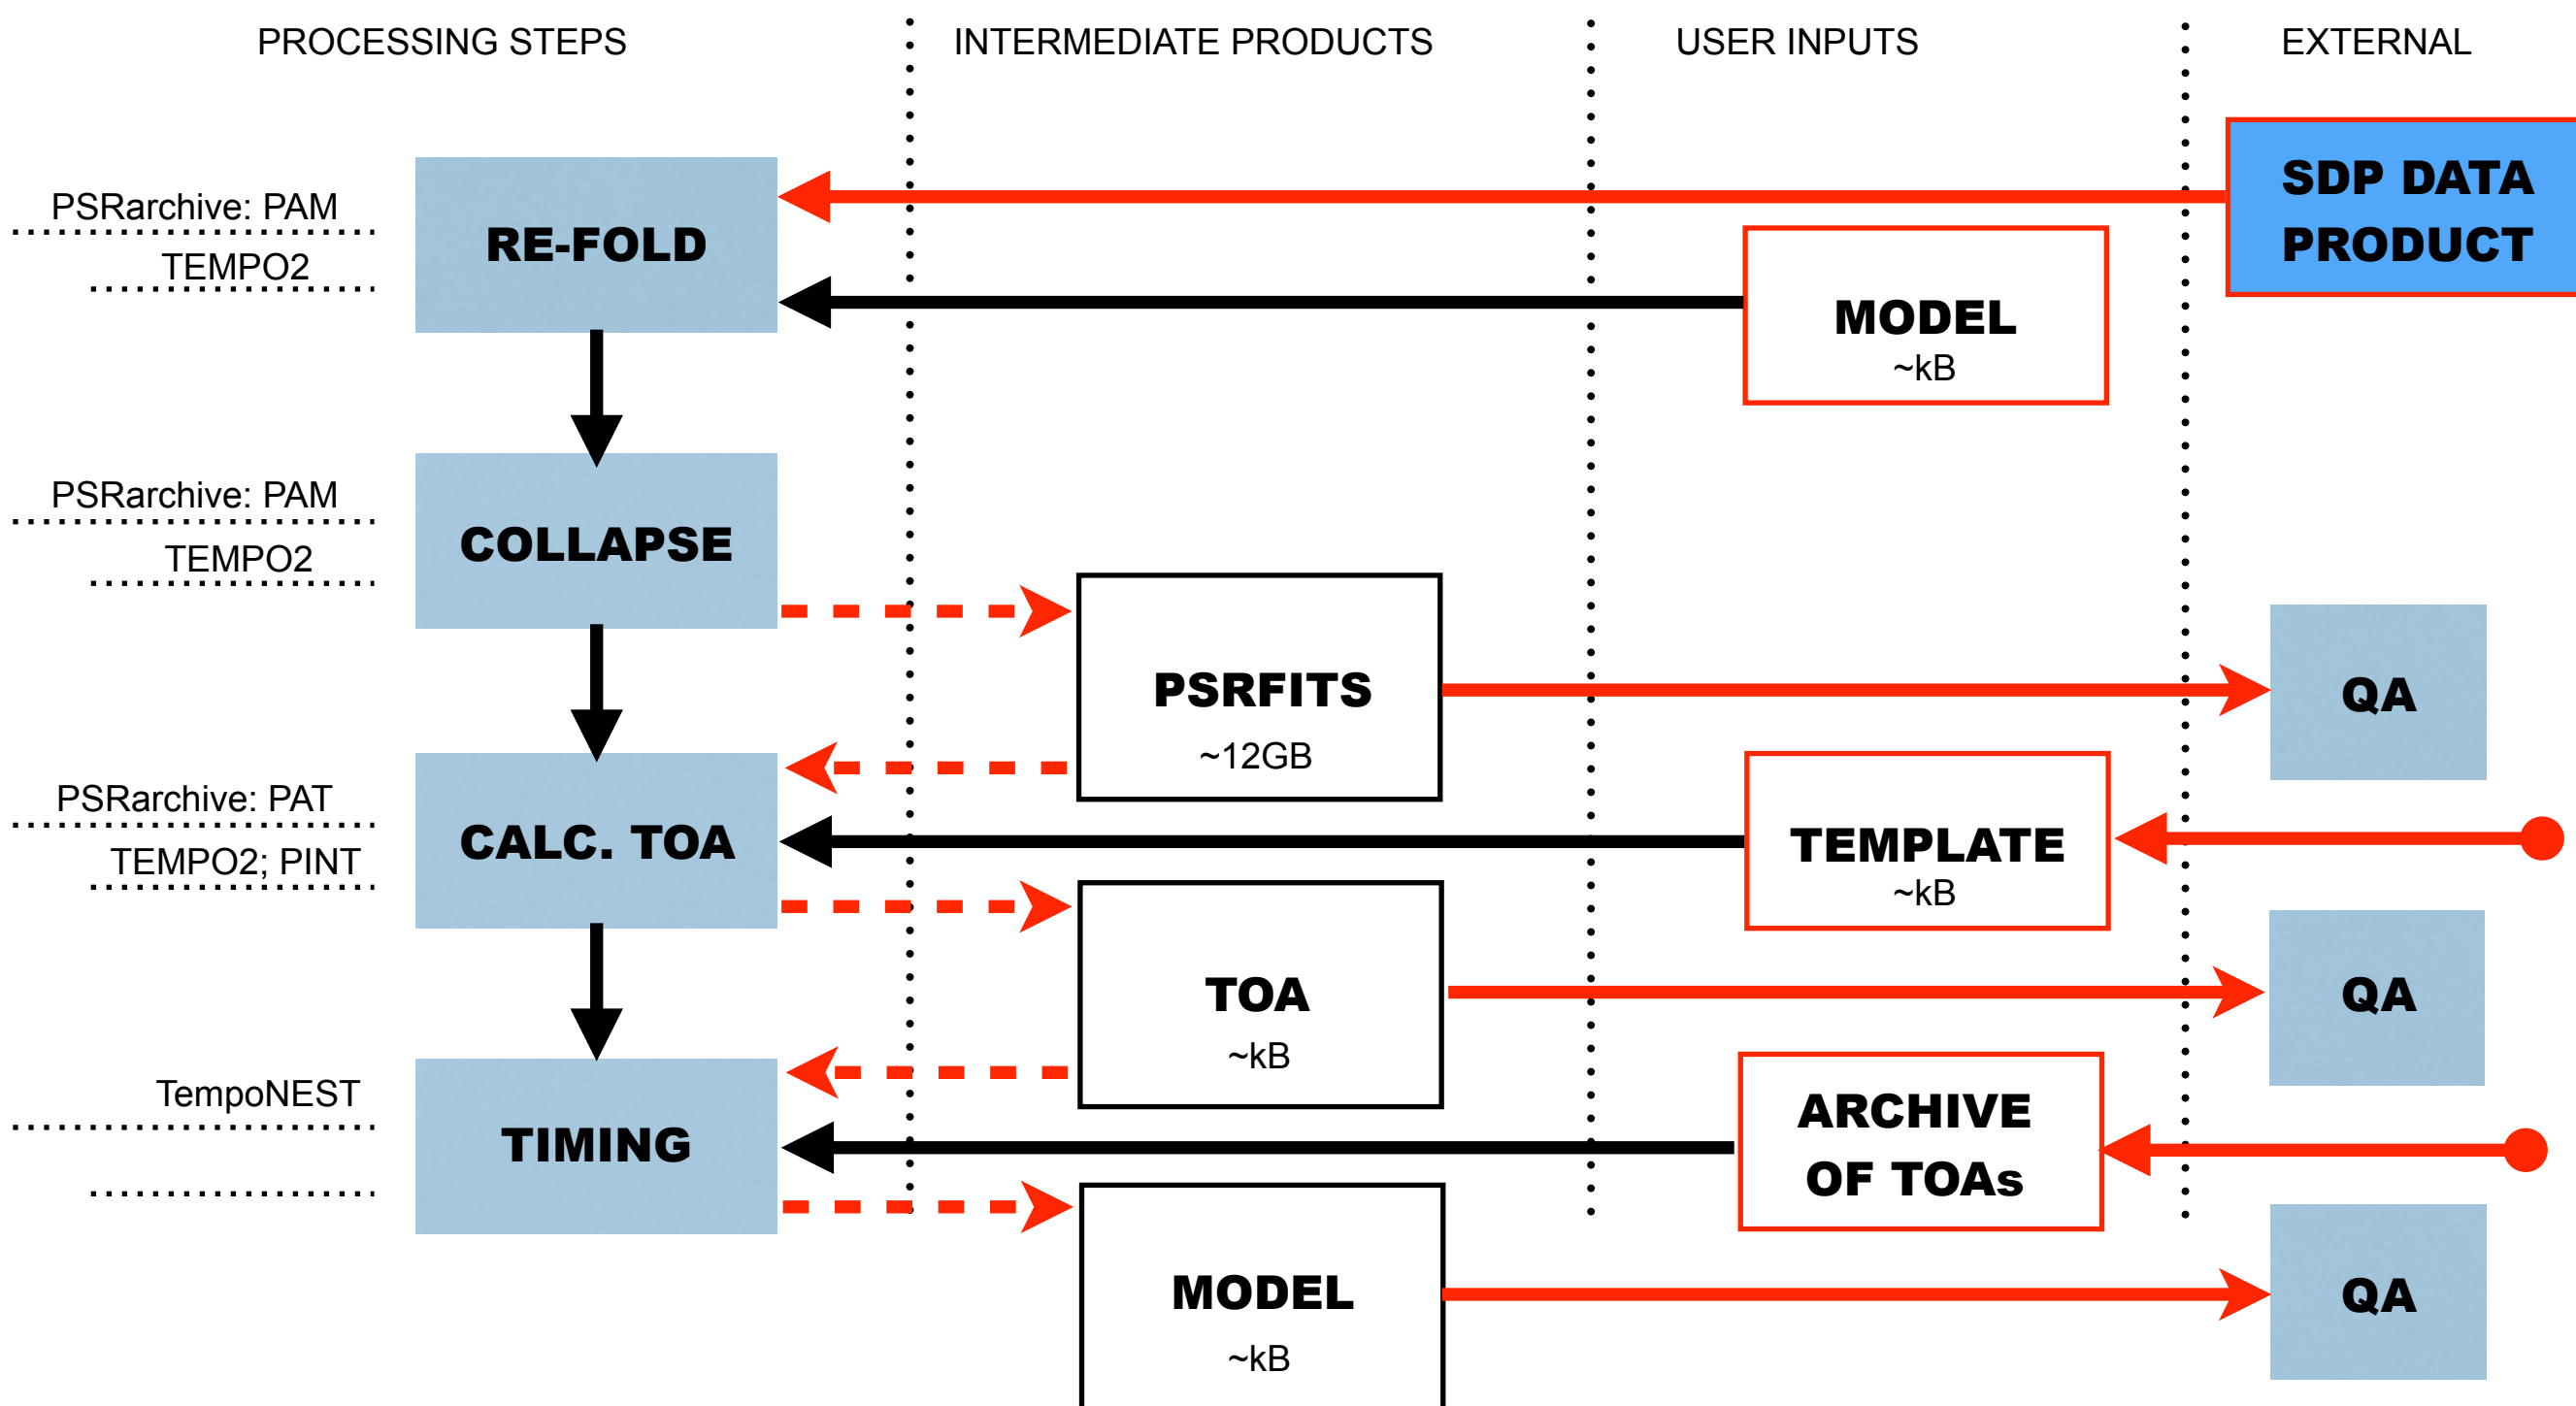 PROCESSING STEPS
INTERMEDIATE PRODUCTS
USER INPUTS
EXTERNAL
PSRarchive: PAM
TEMPO2
RE-FOLD
SDP DATA
PRODUCT
MODEL
~kB
PSRarchive: PAM
TEMPO2
COLLAPSE
PSRFITS
~12GB
QA
PSRarchive: PAT
TEMPO2; PINT
CALC. TOA
TEMPLATE
~kB
TOA
~kB
QA
TempoNEST
TIMING
ARCHIVE
OF TOAs
MODEL
~kB
QA